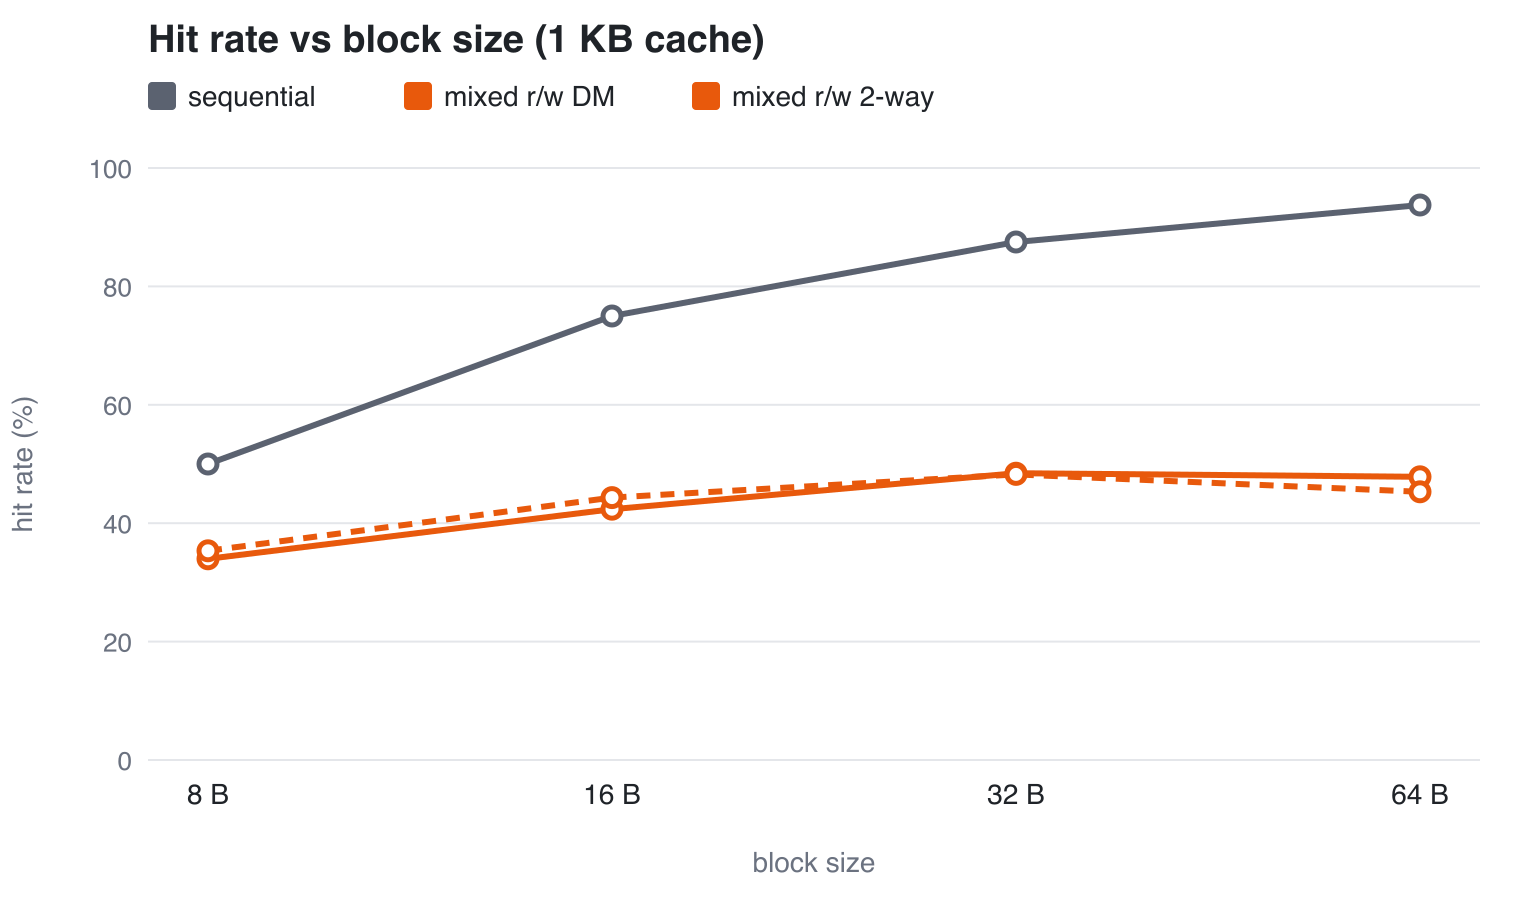 Hit rate vs block size (1 KB cache)
sequential mixed r/w DM mixed r/w 2-way
100
80
60
40
20
0
hit rate (%)
8 B 16 B 32 B 64 B
block size